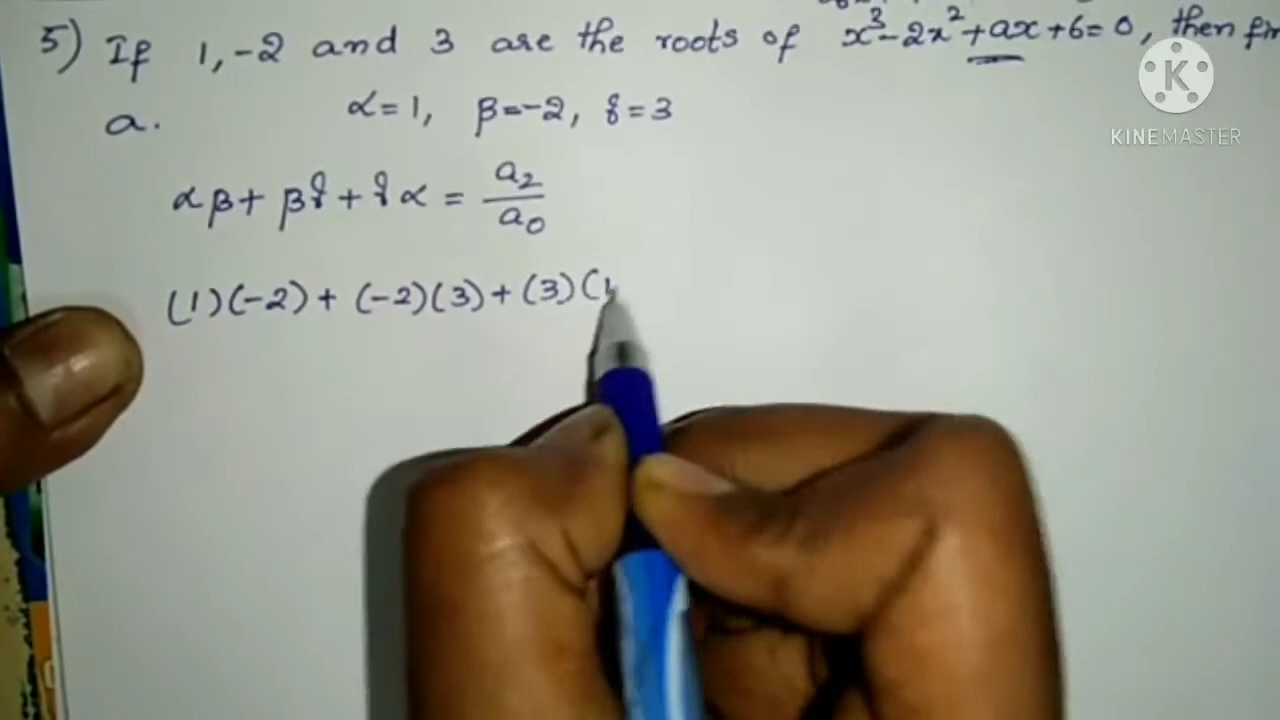 5) If 1, -2 and 3 are the roots of x³-2x²+ax+6=0, then
a. α=1, β=-2, γ=3
αβ+βγ+γα = a₂/a₀
(1)(-2)+(-2)(3)+(3)(1
K
KINEMASTER